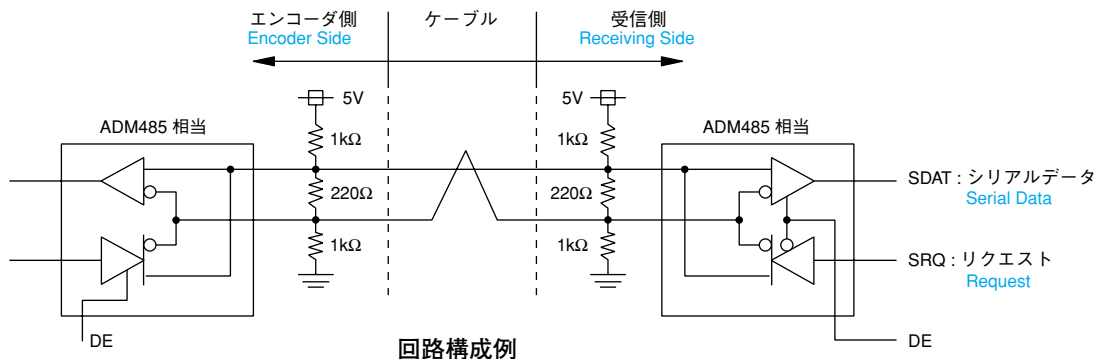 エンコーダ側
Encoder Side
ケーブル
受信側
Receiving Side
5V
5V
ADM485 相当
1kΩ
1kΩ
ADM485 相当
220Ω
220Ω
SDAT : シリアルデータ
Serial Data
1kΩ
1kΩ
SRQ : リクエスト
Request
DE
DE
回路構成例